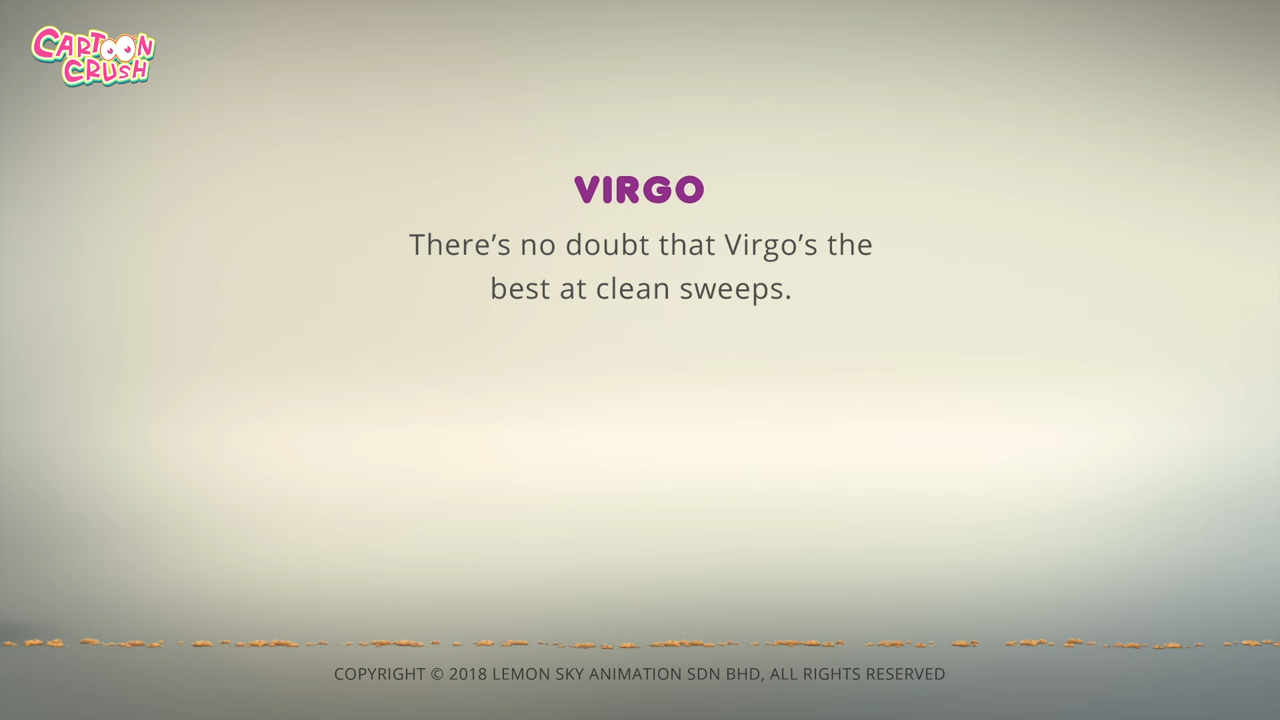 CARTOON
CRUSH
VIRGO
There’s no doubt that Virgo’s the
best at clean sweeps.
COPYRIGHT © 2018 LEMON SKY ANIMATION SDN BHD, ALL RIGHTS RESERVED